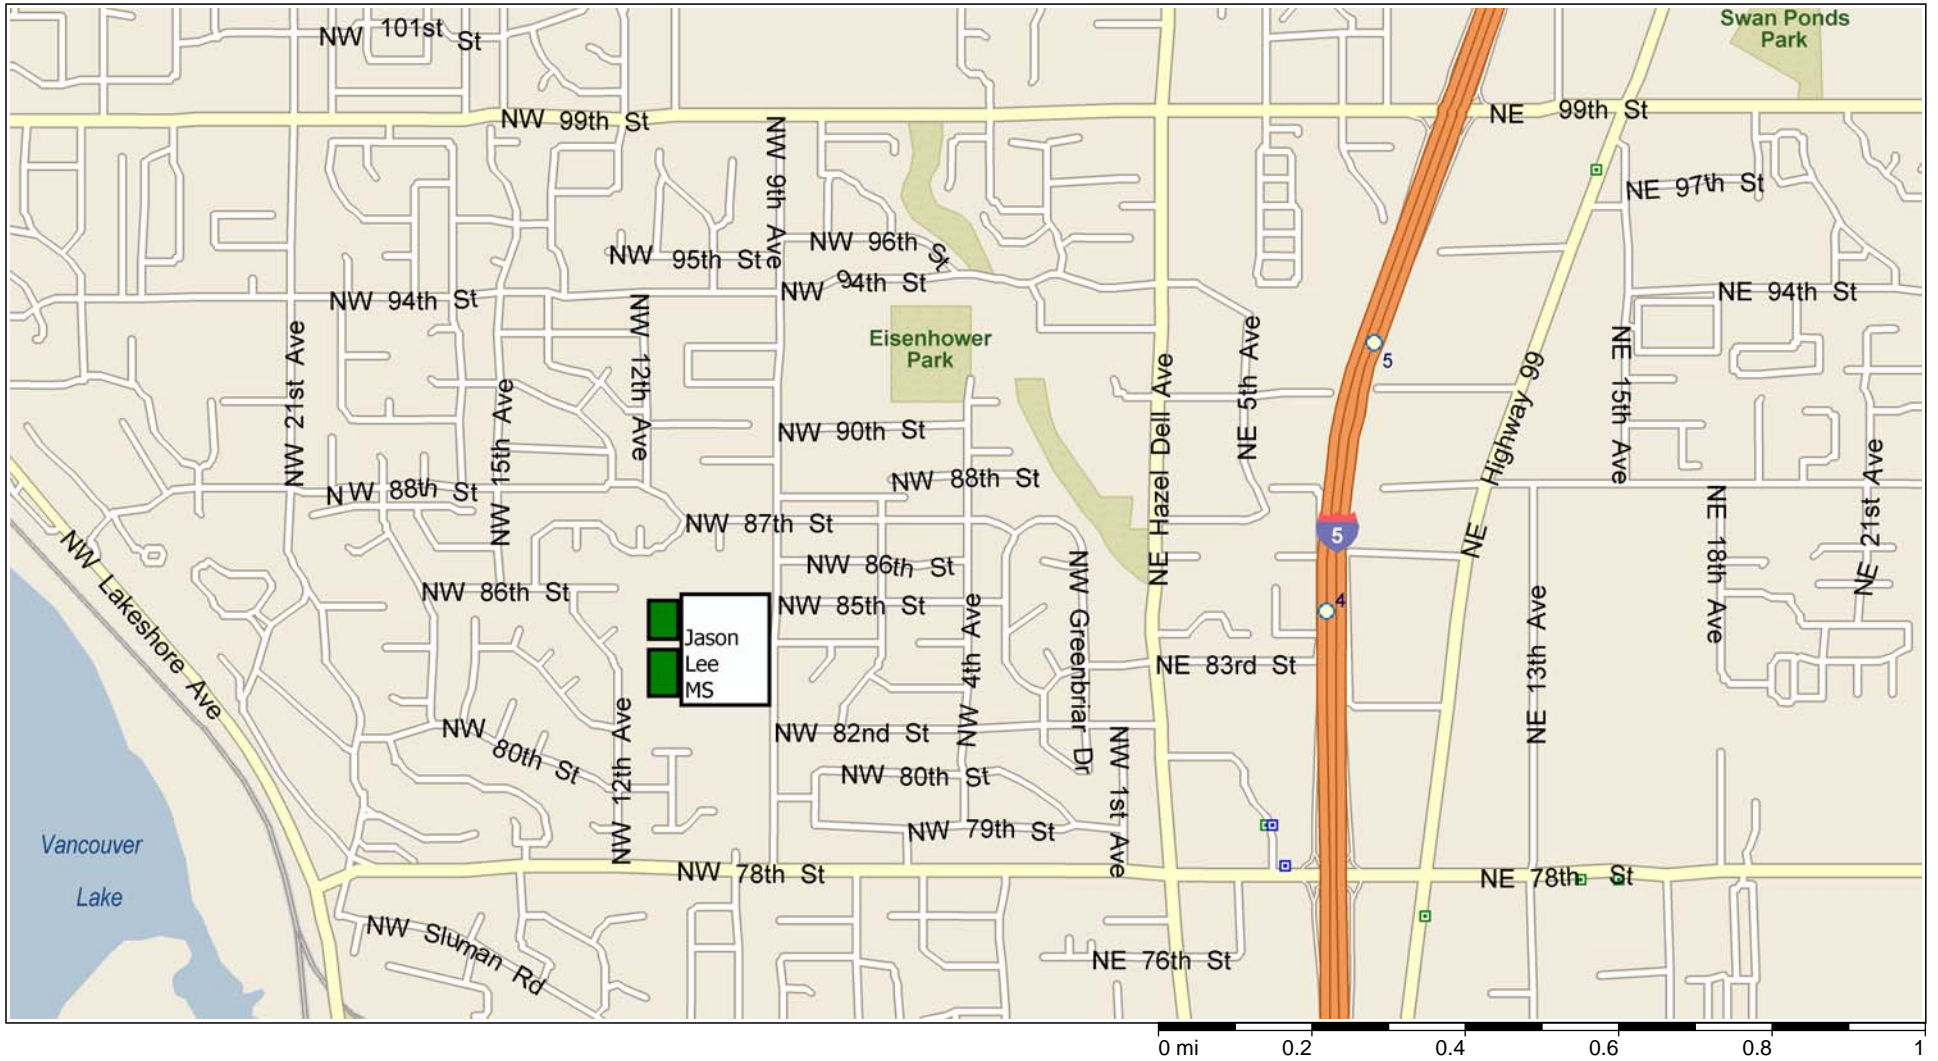 NW 101st St
Swan Ponds
Park
NW 99th St
NE 99th St
NW 9th Ave
NE 97th St
NW 96th St
NW 95th St
NW 94th St
NW 94th St
NE 94th St
NW 21st Ave
NW 12th Ave
Eisenhower
Park
NE 5th Ave
5
NE Highway 99
NE 15th Ave
NW 15th Ave
NE Hazel Dell Ave
NW 90th St
NW 88th St
NW 88th St
NE 21st Ave
NE 18th Ave
NW 87th St
5
NW Lakeshore Ave
NW 86th St
NW 86th St
NW Greenbriar Dr
NW 85th St
4
NE 13th Ave
Jason
Lee
MS
NW 4th Ave
NE 83rd St
NW 12th Ave
NW 80th St
NW 82nd St
NW 1st Ave
NW 80th St
NW 79th St
Vancouver
Lake
NW 78th St
NE 78th St
NW Sluman Rd
NE 76th St
0 mi 0.2 0.4 0.6 0.8 1